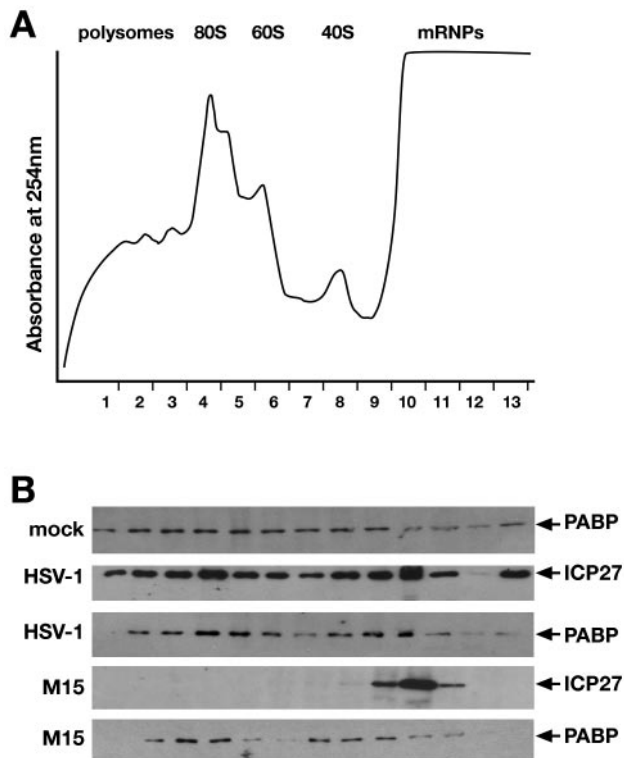 A
polysomes 80S 60S 40S mRNPs
Absorbance at 254nm
1 2 3 4 5 6 7 8 9 10 11 12 13
B
mock PABP
HSV-1 ICP27
HSV-1 PABP
M15 ICP27
M15 PABP